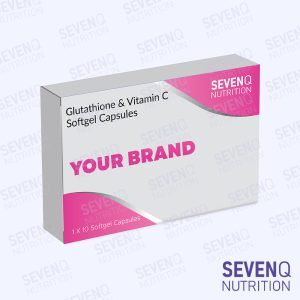 Glutathione & Vitamin C
Softgel Capsules
SEVENQ
NUTRITION
YOUR BRAND
1 X 10 Softgel Capsules
SEVENQ
NUTRITION